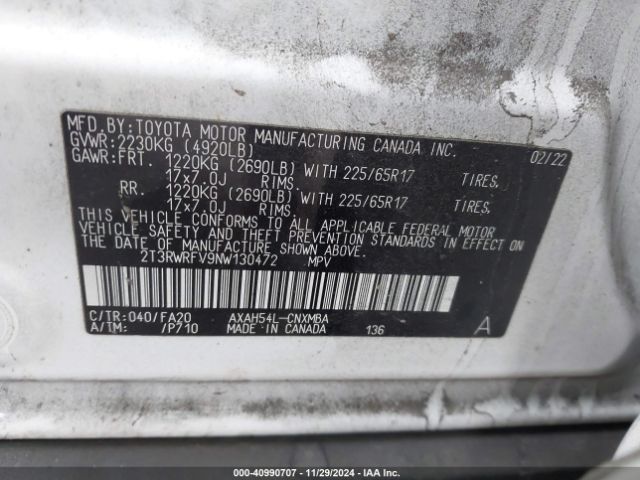 MFD.BY:TOYOTA MOTOR MANUFACTURING CANADA INC.
GVWR:2230KG (4920LB) 02/22
GAWR:FRT. 1220KG (2690LB) WITH 225/65R17 TIRES,
17x7.0J RIMS.
RR. 1220KG (2690LB) WITH 225/65R17 TIRES,
17x7.0J RIMS.
THIS VEHICLE CONFORMS TO ALL APPLICABLE FEDERAL MOTOR
VEHICLE SAFETY AND THEFT PREVENTION STANDARDS IN EFFECT
ON THE DATE OF MANUFACTURE SHOWN ABOVE.
2T3RWRFV9NW130472 MPV
C/TR:040/FA20 AXAH54L-CNXMBA
A/TM: /P710 MADE IN CANADA 136 A
000-40990707 - 11/29/2024 - IAA Inc.